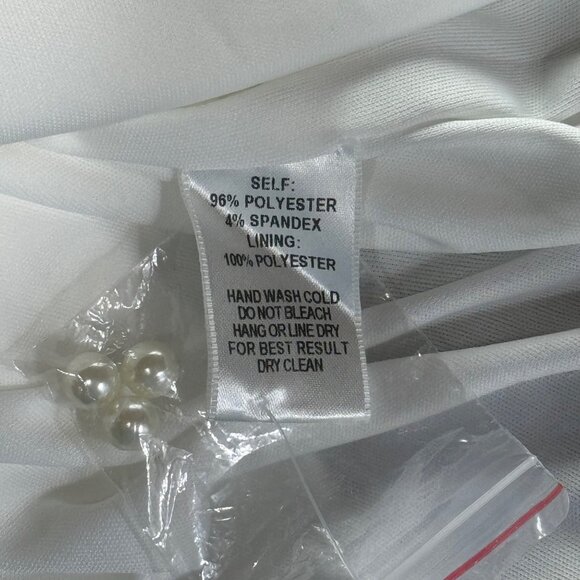 SELF:
96% POLYESTER
4% SPANDEX
LINING:
100% POLYESTER
HAND WASH COLD
DO NOT BLEACH
HANG OR LINE DRY
FOR BEST RESULT
DRY CLEAN